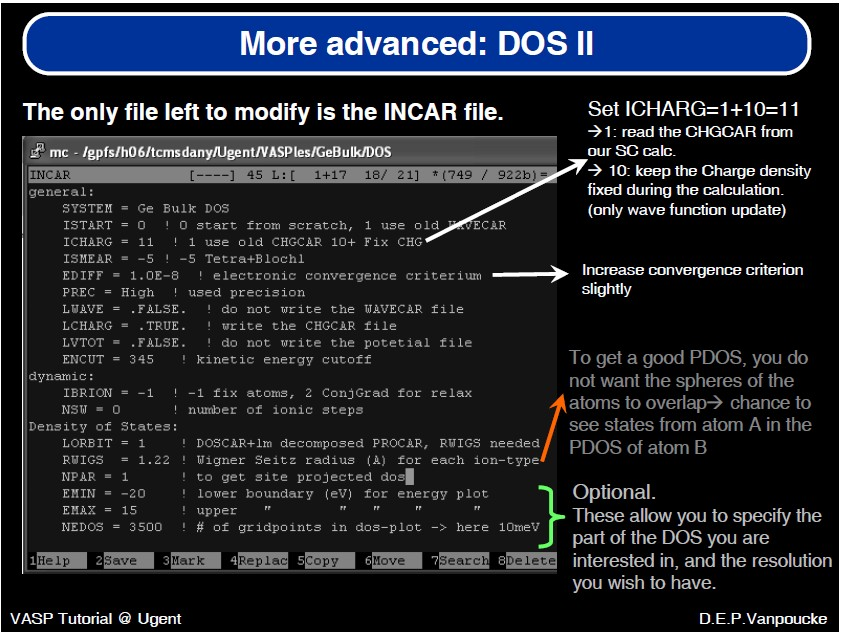 More advanced: DOS II
The only file left to modify is the INCAR file.
mc - /gpfs/h06/tcmsdany/Ugent/VASPles/GeBulk/DOS
INCAR [----] 45 L:[ 1+17 18/ 21] *(749 / 922b)=
general:
SYSTEM = Ge Bulk DOS
ISTART = 0 ! 0 start from scratch, 1 use old WAVECAR
ICHARG = 11 ! 1 use old CHGCAR 10+ Fix CHG
ISMEAR = -5 ! -5 Tetra+Blochl
EDIFF = 1.0E-8 ! electronic convergence criterium
PREC = High ! used precision
LWAVE = .FALSE. ! do not write the WAVECAR file
LCHARG = .TRUE. ! write the CHGCAR file
LVTOT = .FALSE. ! do not write the potetial file
ENCUT = 345 ! kinetic energy cutoff
dynamic:
IBRION = -1 ! -1 fix atoms, 2 ConjGrad for relax
NSW = 0 ! number of ionic steps
Density of States:
LORBIT = 1 ! DOSCAR+lm decomposed PROCAR, RWIGS needed
RWIGS = 1.22 ! Wigner Seitz radius (A) for each ion-type
NPAR = 1 ! to get site projected dos
EMIN = -20 ! lower boundary (eV) for energy plot
EMAX = 15 ! upper " " " " "
NEDOS = 3500 ! # of gridpoints in dos-plot -> here 10meV
1Help 2Save 3Mark 4Replac 5Copy 6Move 7Search 8Delete
Set ICHARG=1+10=11
→1: read the CHGCAR from
our SC calc.
→ 10: keep the Charge density
fixed during the calculation.
(only wave function update)
Increase convergence criterion
slightly
To get a good PDOS, you do
not want the spheres of the
atoms to overlap→ chance to
see states from atom A in the
PDOS of atom B
Optional.
These allow you to specify the
part of the DOS you are
interested in, and the resolution
you wish to have.
VASP Tutorial @ Ugent
D.E.P.Vanpoucke